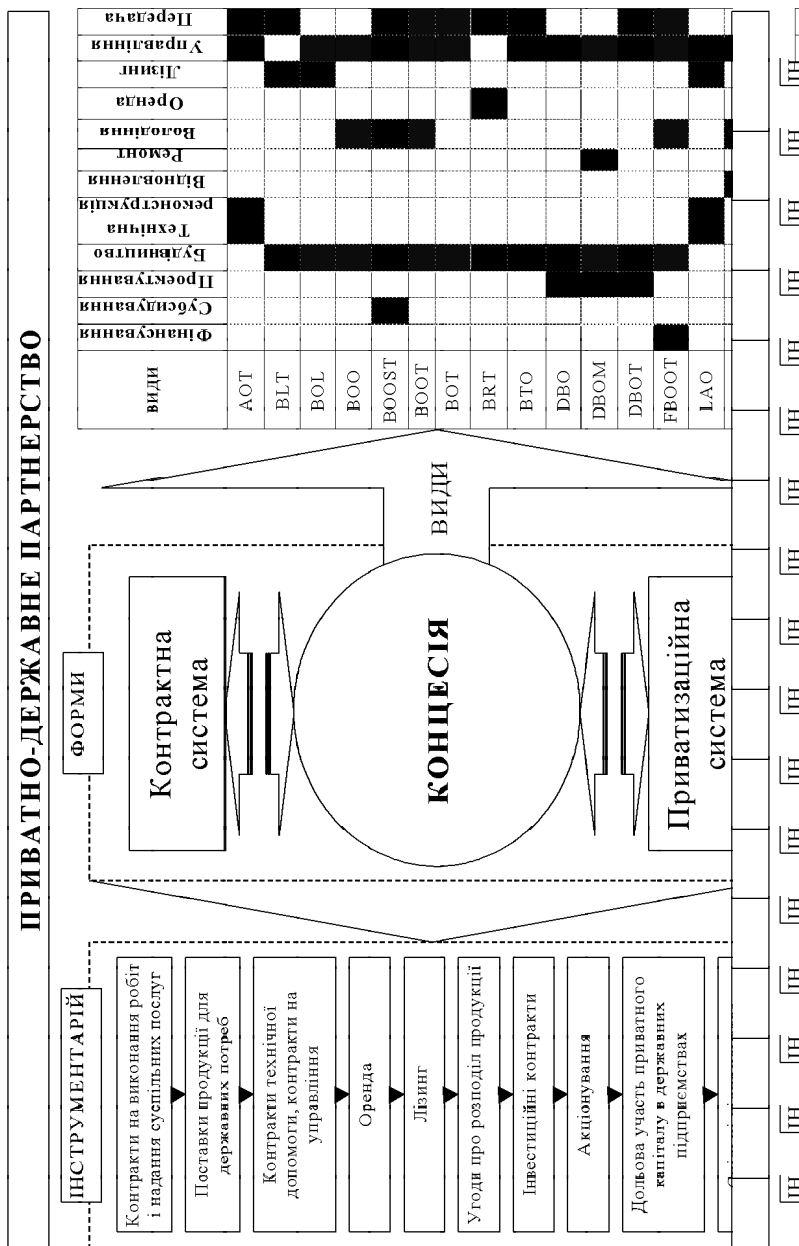 ПРИВАТНО-ДЕРЖАВНЕ ПАРТНЕРСТВО
ІНСТРУМЕНТАРІЙ
Контракти на виконання робіт
і надання суспільних послуг
Поставки продукції для
державних потреб
Контракти технічної
допомоги, контракти на
управління
Оренда
Лізинг
Угоди про розподіл продукції
Інвестиційні контракти
Акціонування
Дольова участь приватного
капіталу в державних
підприємствах
ФОРМИ
Контрактна
система
КОНЦЕСІЯ
Приватизаційна
система
ВИДИ
ВИДИ
Фінансування
Субсидування
Проектування
Будівництво
Технічна
реконструкція
Відновлення
Ремонт
Володіння
Оренда
Лізинг
Управління
Передача
AOT
BLT
BOL
BOO
BOOST
BOOT
BOT
BRT
BTO
DBO
DBOM
DBOT
FBOOT
LAO